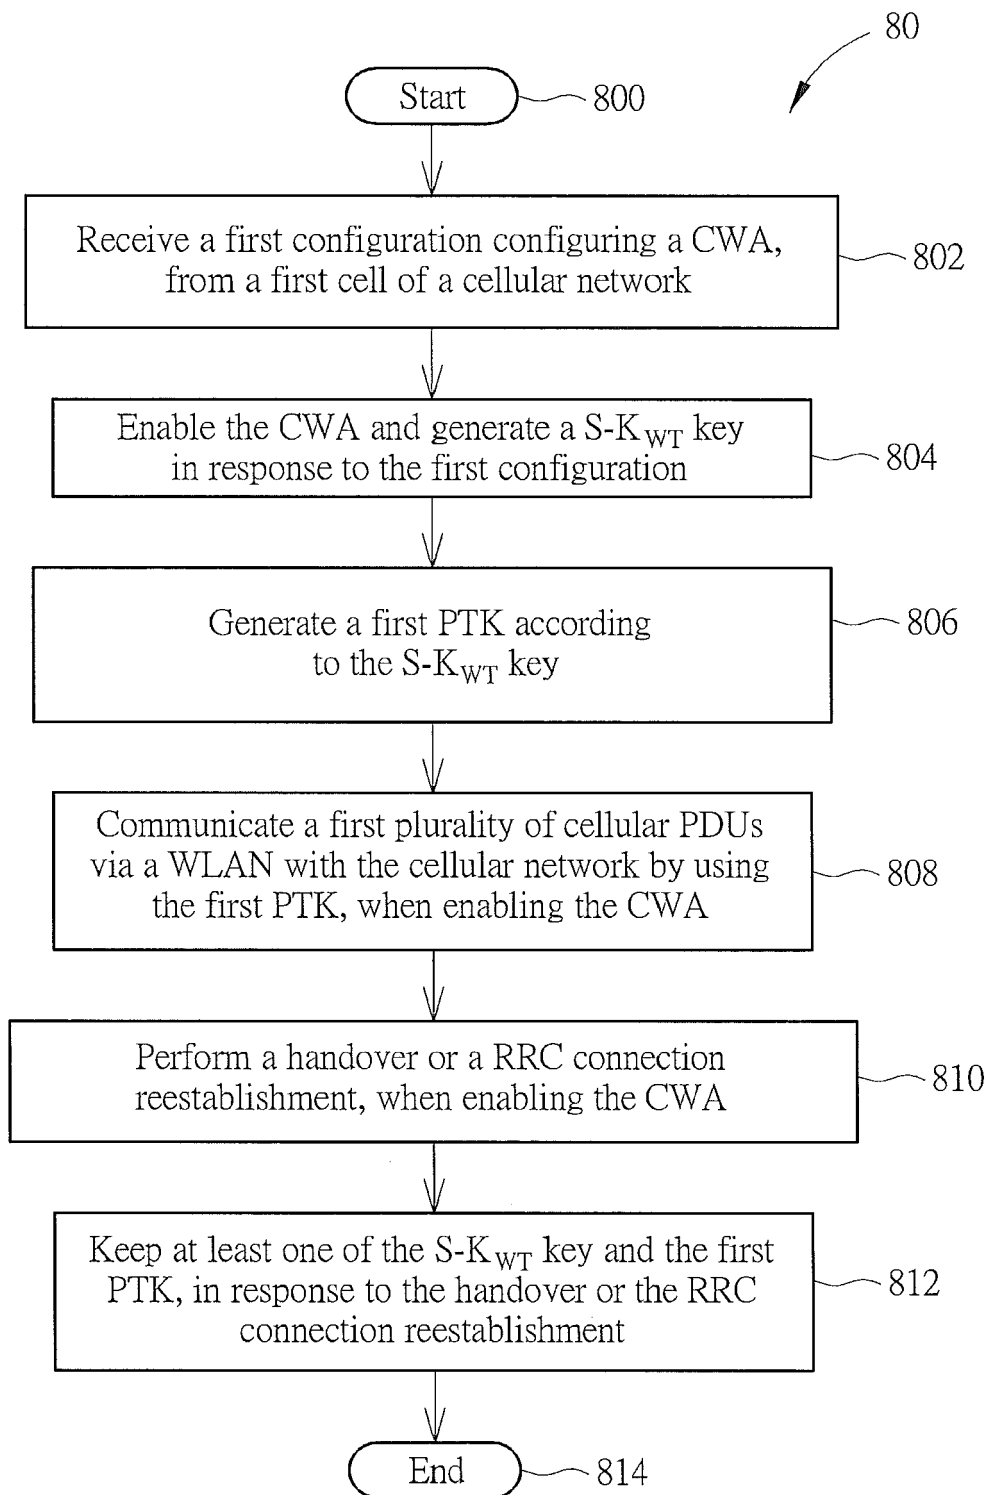 80
Start
800
Receive a first configuration configuring a CWA,
from a first cell of a cellular network
802
Enable the CWA and generate a S-KWT key
in response to the first configuration
804
Generate a first PTK according
to the S-KWT key
806
Communicate a first plurality of cellular PDUs
via a WLAN with the cellular network by using
the first PTK, when enabling the CWA
808
Perform a handover or a RRC connection
reestablishment, when enabling the CWA
810
Keep at least one of the S-KWT key and the first
PTK, in response to the handover or the RRC
connection reestablishment
812
End
814